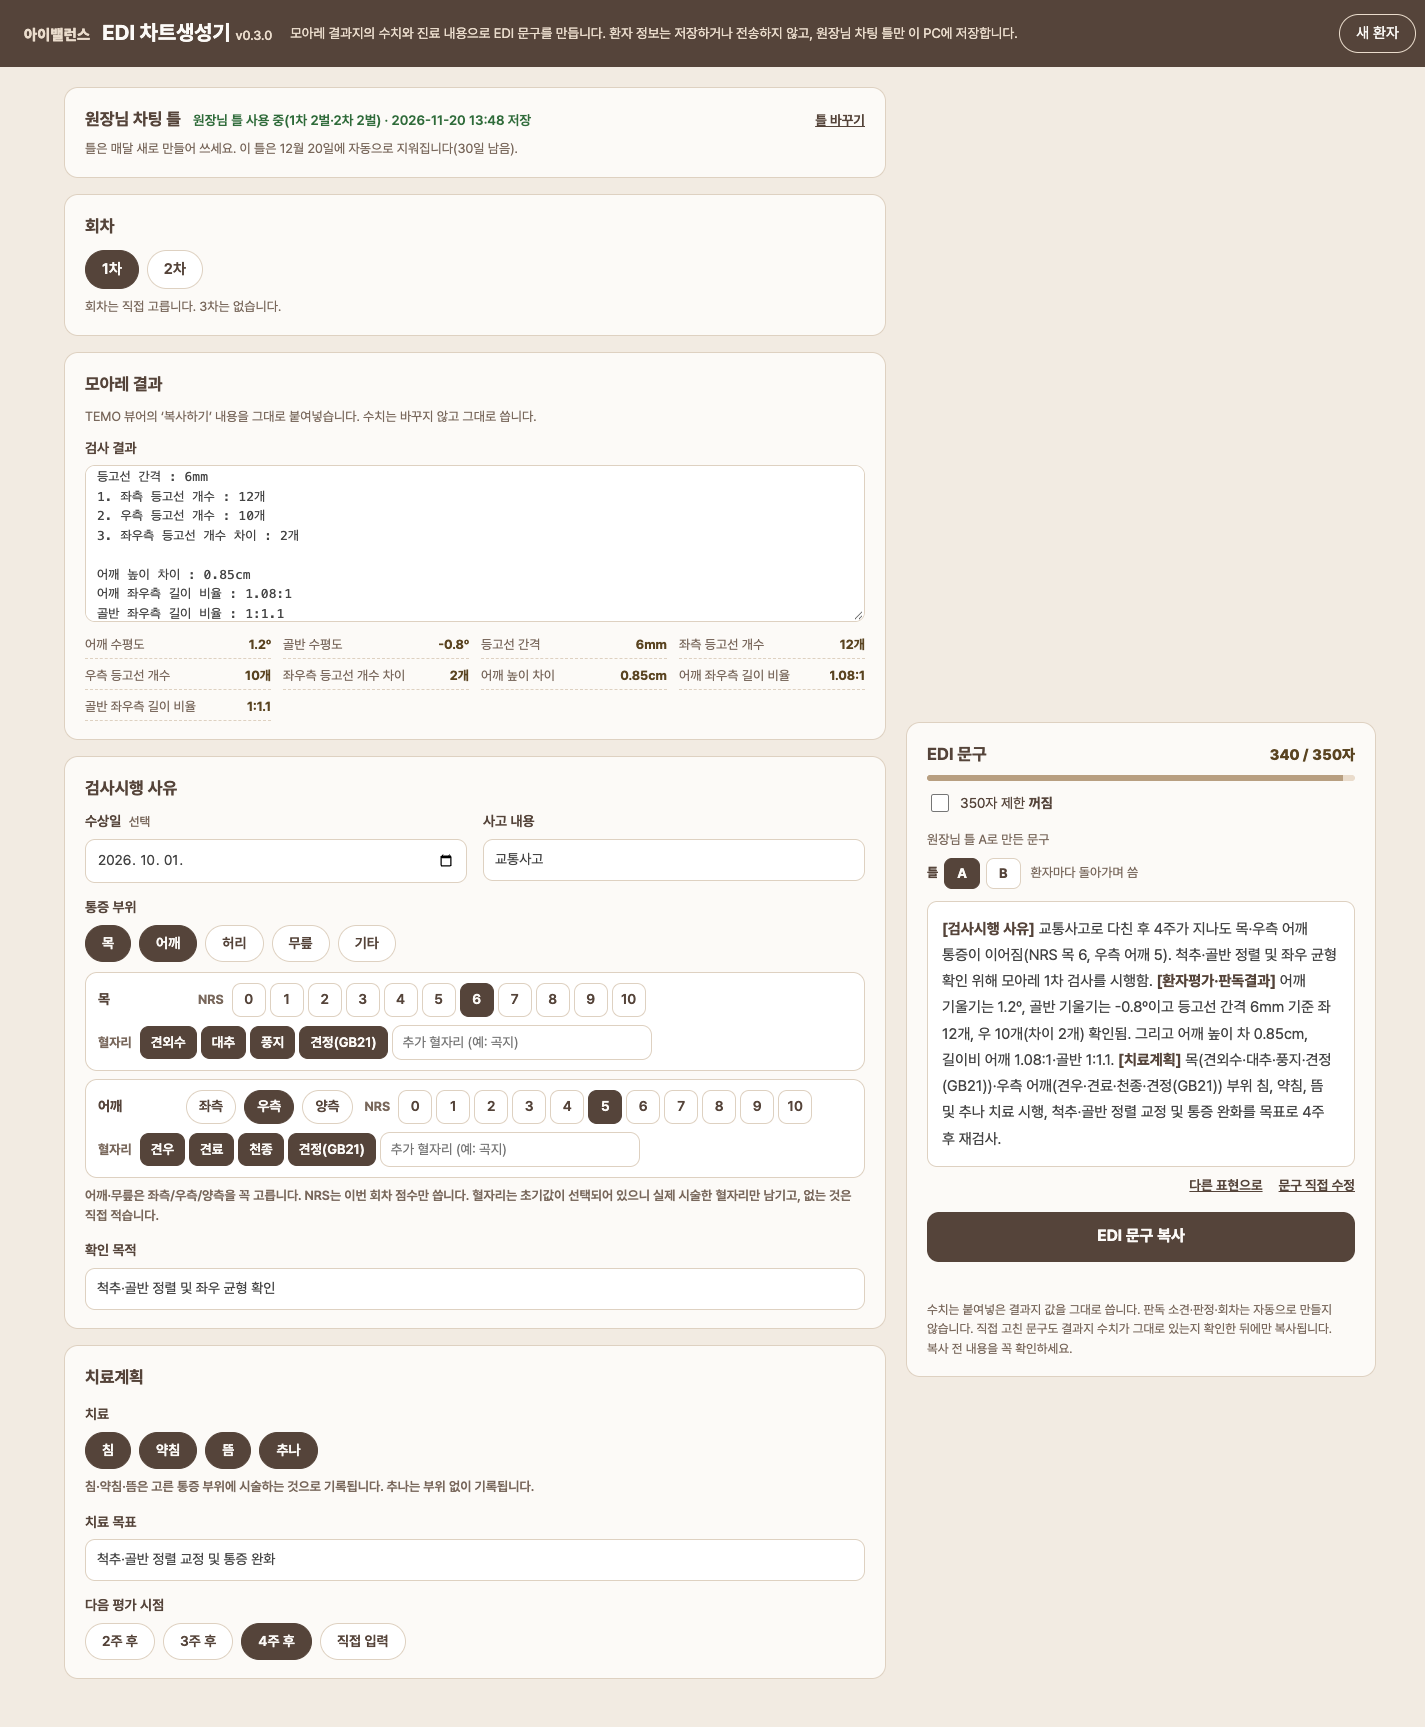 아이밸런스 EDI 차트생성기 v0.3.0 모아레 결과지의 수치와 진료 내용으로 EDI 문구를 만듭니다. 환자 정보는 저장하거나 전송하지 않고, 원장님 차팅 틀만 이 PC에 저장합니다. 새 환자
원장님 차팅 틀 원장님 틀 사용 중(1차 2벌·2차 2벌) · 2026-11-20 13:48 저장 틀 바꾸기
틀은 매달 새로 만들어 쓰세요. 이 틀은 12월 20일에 자동으로 지워집니다(30일 남음).
회차
1차 2차
회차는 직접 고릅니다. 3차는 없습니다.
모아레 결과
TEMO 뷰어의 ‘복사하기’ 내용을 그대로 붙여넣습니다. 수치는 바꾸지 않고 그대로 씁니다.
검사 결과
등고선 간격 : 6mm
1. 좌측 등고선 개수 : 12개
2. 우측 등고선 개수 : 10개
3. 좌우측 등고선 개수 차이 : 2개
어깨 높이 차이 : 0.85cm
어깨 좌우측 길이 비율 : 1.08:1
골반 좌우측 길이 비율 : 1:1.1
어깨 수평도 1.2° 골반 수평도 -0.8° 등고선 간격 6mm 좌측 등고선 개수 12개
우측 등고선 개수 10개 좌우측 등고선 개수 차이 2개 어깨 높이 차이 0.85cm 어깨 좌우측 길이 비율 1.08:1
골반 좌우측 길이 비율 1:1.1
검사시행 사유
수상일 선택 사고 내용
2026. 10. 01. 교통사고
통증 부위
목 어깨 허리 무릎 기타
목 NRS 0 1 2 3 4 5 6 7 8 9 10
혈자리 견외수 대추 풍지 견정(GB21) 추가 혈자리 (예: 곡지)
어깨 좌측 우측 양측 NRS 0 1 2 3 4 5 6 7 8 9 10
혈자리 견우 견료 천종 견정(GB21) 추가 혈자리 (예: 곡지)
어깨·무릎은 좌측/우측/양측을 꼭 고릅니다. NRS는 이번 회차 점수만 씁니다. 혈자리는 초기값이 선택되어 있으니 실제 시술한 혈자리만 남기고, 없는 것은
직접 적습니다.
확인 목적
척추·골반 정렬 및 좌우 균형 확인
치료계획
치료
침 약침 뜸 추나
침·약침·뜸은 고른 통증 부위에 시술하는 것으로 기록됩니다. 추나는 부위 없이 기록됩니다.
치료 목표
척추·골반 정렬 교정 및 통증 완화
다음 평가 시점
2주 후 3주 후 4주 후 직접 입력
EDI 문구 340 / 350자
350자 제한 꺼짐
원장님 틀 A로 만든 문구
틀 A B 환자마다 돌아가며 씀
[검사시행 사유] 교통사고로 다친 후 4주가 지나도 목·우측 어깨
통증이 이어짐(NRS 목 6, 우측 어깨 5). 척추·골반 정렬 및 좌우 균형
확인 위해 모아레 1차 검사를 시행함. [환자평가·판독결과] 어깨
기울기는 1.2°, 골반 기울기는 -0.8°이고 등고선 간격 6mm 기준 좌
12개, 우 10개(차이 2개) 확인됨. 그리고 어깨 높이 차 0.85cm,
길이비 어깨 1.08:1·골반 1:1.1. [치료계획] 목(견외수·대추·풍지·견정
(GB21))·우측 어깨(견우·견료·천종·견정(GB21)) 부위 침, 약침, 뜸
및 추나 치료 시행, 척추·골반 정렬 교정 및 통증 완화를 목표로 4주
후 재검사.
다른 표현으로 문구 직접 수정
EDI 문구 복사
수치는 붙여넣은 결과지 값을 그대로 씁니다. 판독 소견·판정·회차는 자동으로 만들지
않습니다. 직접 고친 문구도 결과지 수치가 그대로 있는지 확인한 뒤에만 복사됩니다.
복사 전 내용을 꼭 확인하세요.